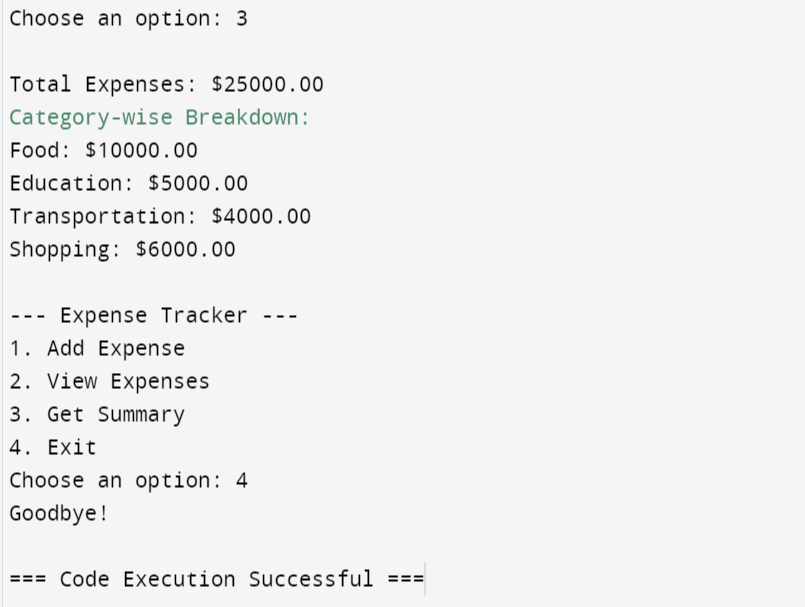 Choose an option: 3
Total Expenses: $25000.00
Category-wise Breakdown:
Food: $10000.00
Education: $5000.00
Transportation: $4000.00
Shopping: $6000.00
--- Expense Tracker ---
1. Add Expense
2. View Expenses
3. Get Summary
4. Exit
Choose an option: 4
Goodbye!
=== Code Execution Successful ===